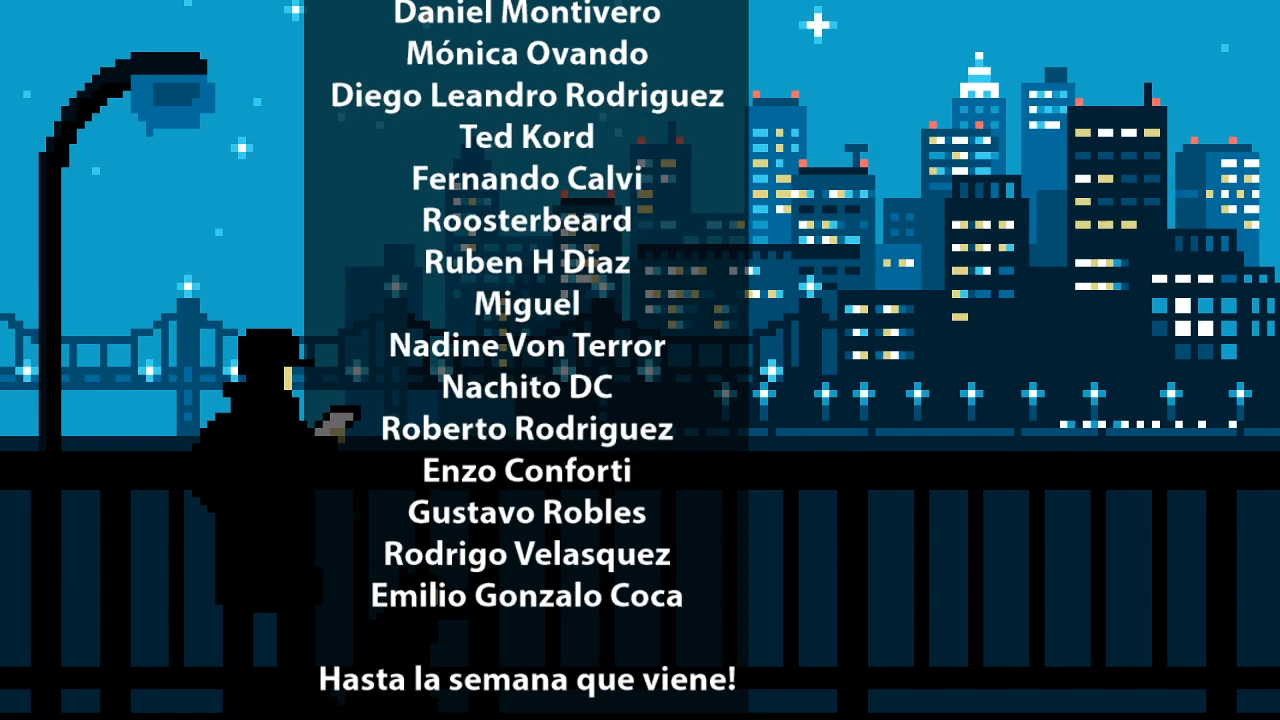 Daniel Montivero
Mónica Ovando
Diego Leandro Rodriguez
Ted Kord
Fernando Calvi
Roosterbeard
Ruben H Diaz
Miguel
Nadine Von Terror
Nachito DC
Roberto Rodriguez
Enzo Conforti
Gustavo Robles
Rodrigo Velasquez
Emilio Gonzalo Coca
Hasta la semana que viene!